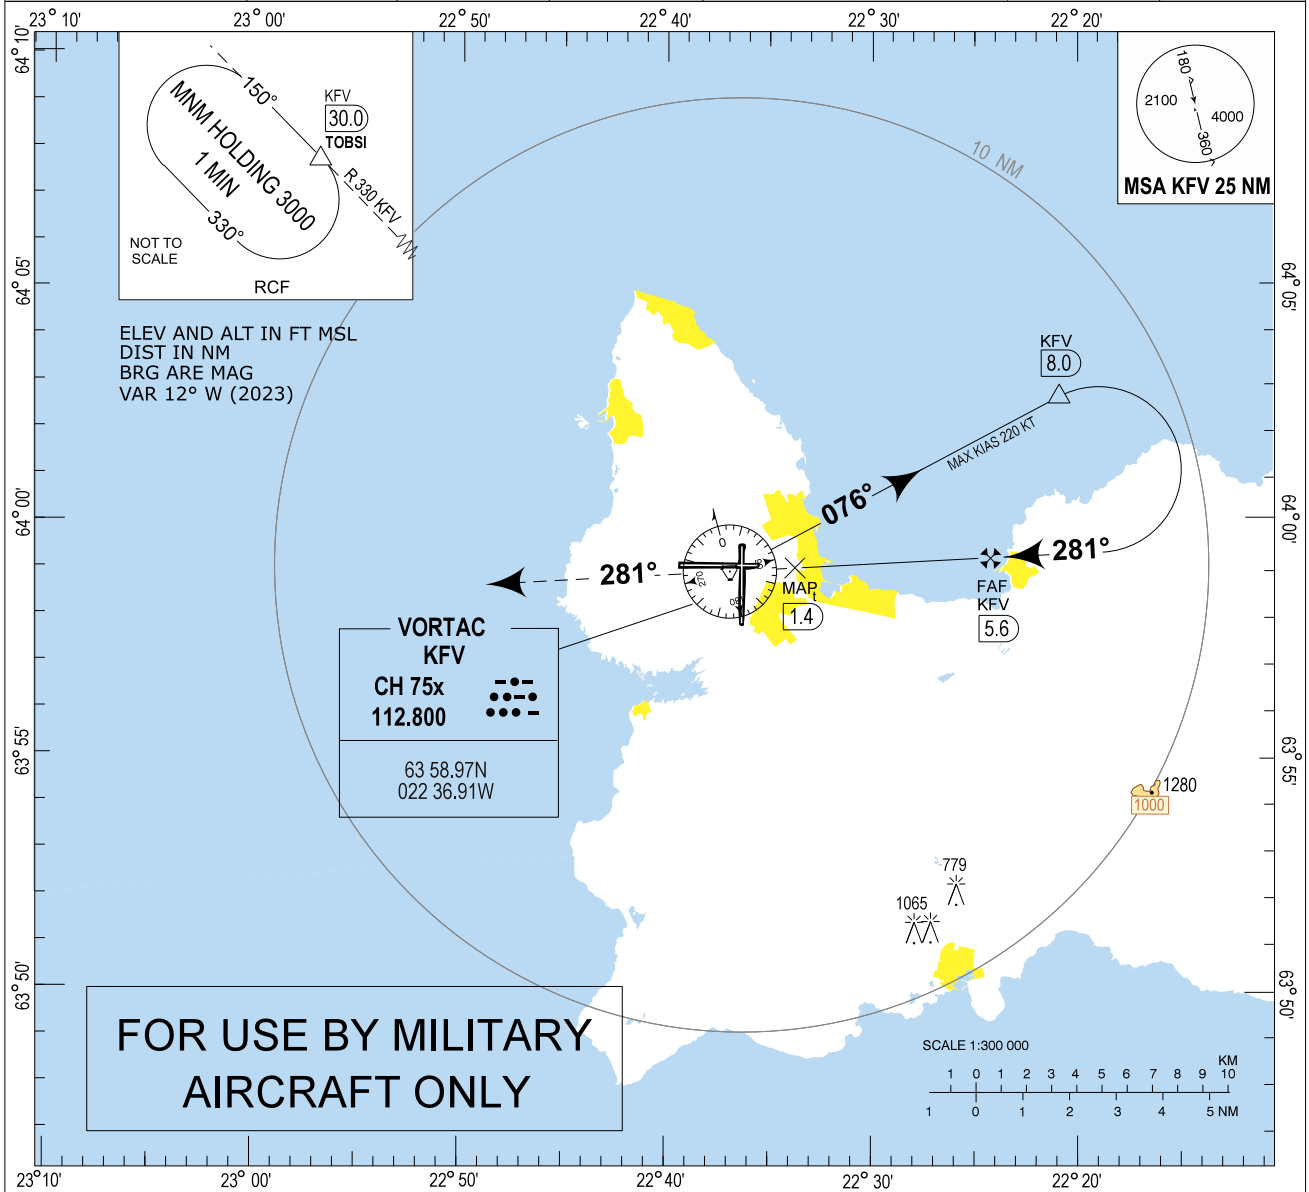 23° 10'
23° 00'
22° 50'
22° 40'
22° 30'
22° 20'
64° 10'
64° 05'
64° 00'
63° 55'
63° 50'
150°
MNM HOLDING 3000
1 MIN
330°
KFV
30.0
TOBSI
R 330 KFV
NOT TO
SCALE
RCF
180
2100
4000
360
MSA KFV 25 NM
10 NM
ELEV AND ALT IN FT MSL
DIST IN NM
BRG ARE MAG
VAR 12° W (2023)
KFV
8.0
MAX KIAS 220 KT
076°
281°
281°
0
270
MAPt
1.4
FAF
KFV
5.6
VORTAC
KFV
CH 75x
112.800
63 58.97N
022 36.91W
1280
1000
779
1065
64° 05'
64° 00'
63° 55'
63° 50'
FOR USE BY MILITARY
AIRCRAFT ONLY
SCALE 1:300 000
KM
1 0 1 2 3 4 5 6 7 8 9 10
1 0 1 2 3 4 5 NM
23° 10'
23° 00'
22° 50'
22° 40'
22° 30'
22° 20'